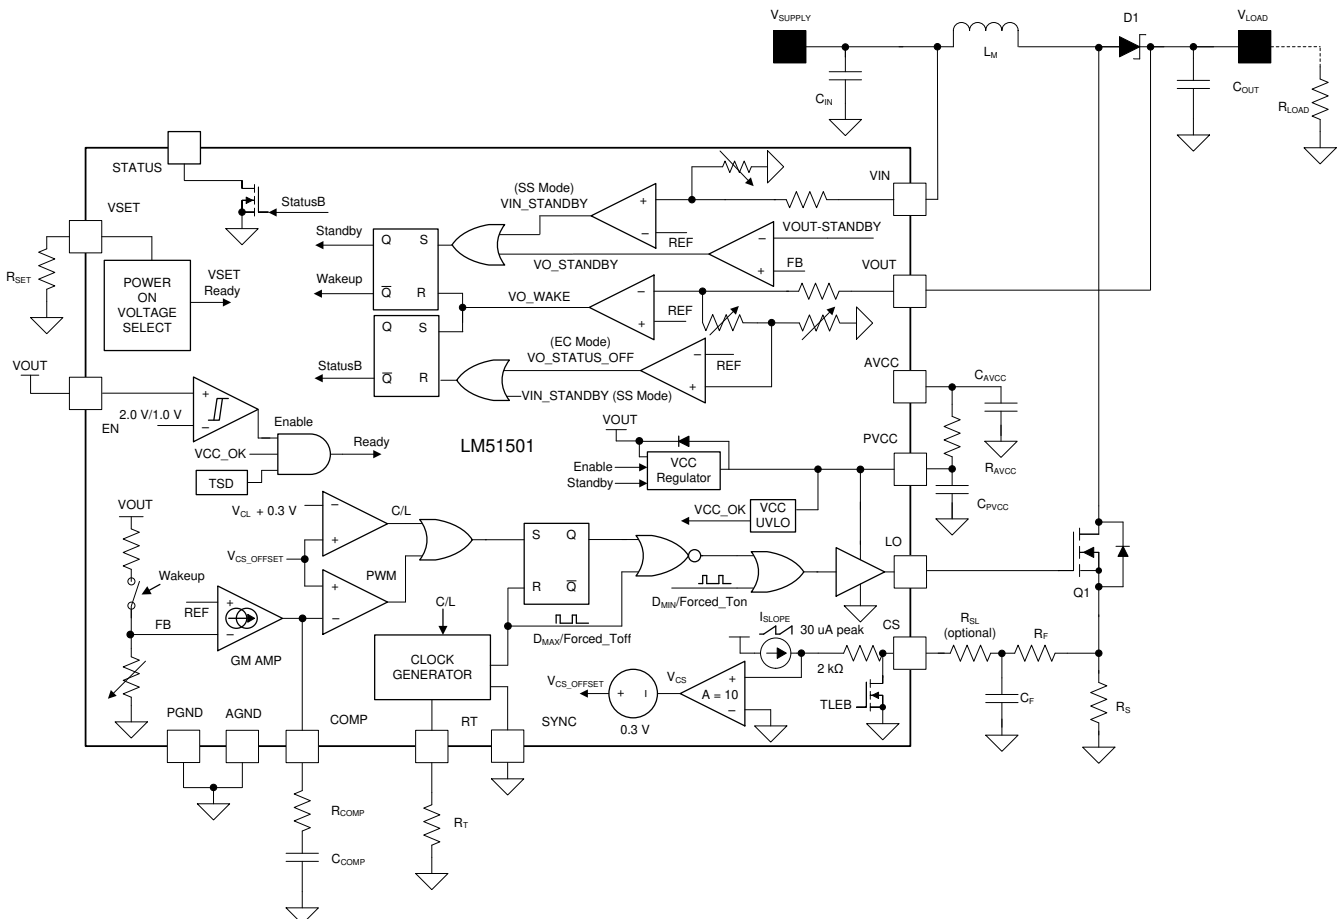 VSUPPLY
D1
VLOAD
LM
CIN
COUT
RLOAD
STATUS
VIN
(SS Mode)
VIN_STANDBY
StatusB
VSET
REF
VOUT-STANDBY
Standby
Q
S
VO_STANDBY
FB
VOUT
RSET
POWER
ON
VOLTAGE
SELECT
VSET
Ready
Wakeup
Q
R
VO_WAKE
REF
Q
S
(EC Mode)
VO_STATUS_OFF
REF
StatusB
Q
R
VIN_STANDBY (SS Mode)
AVCC
CAVCC
VOUT
EN
2.0 V/1.0 V
Enable
VCC_OK
TSD
Ready
LM51501
VOUT
Enable
Standby
VCC
Regulator
PVCC
RAVCC
CPVCC
VCC_OK
VCC
UVLO
LO
VOUT
VCL + 0.3 V
C/L
VCS_OFFSET
PWM
S
Q
R
Q
Wakeup
REF
FB
GM AMP
C/L
CLOCK
GENERATOR
DMAX/Forced_Toff
DMIN/Forced_Ton
Q1
ISLOPE
30 uA peak
CS
RSL
(optional)
RF
2 kΩ
VCS_OFFSET
0.3 V
VCS
A = 10
TLEB
CF
RS
PGND
AGND
COMP
RT
SYNC
RCOMP
CCOMP
RT
+
−
+
−
−
+
−
+
−
+
+
−
−
+
+
−
+
−
+
−
+
−